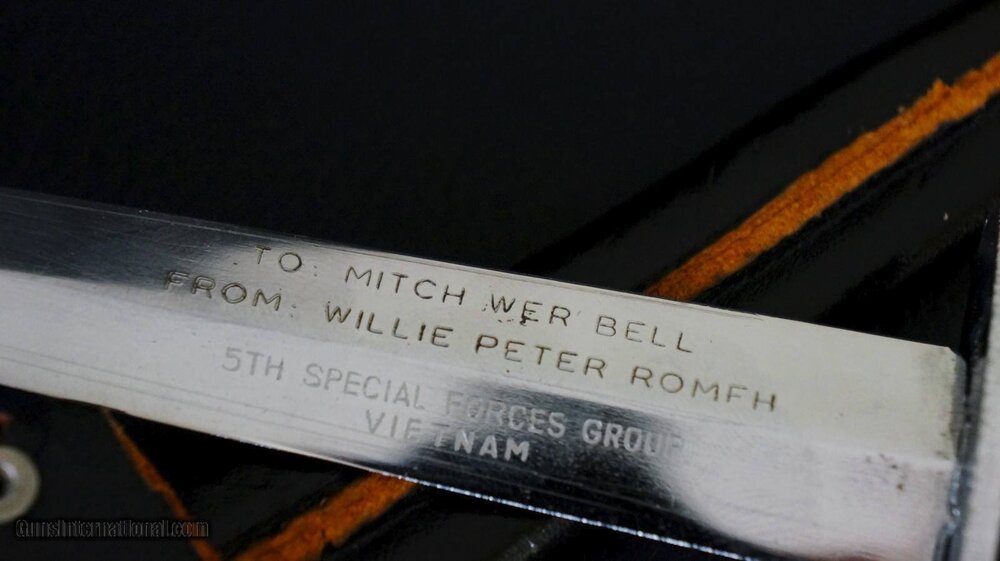 TO: MITCH WER BELL
FROM: WILLIE PETER ROMFH
5TH SPECIAL FORCES GROUP
VIETNAM
GunsInternational.com